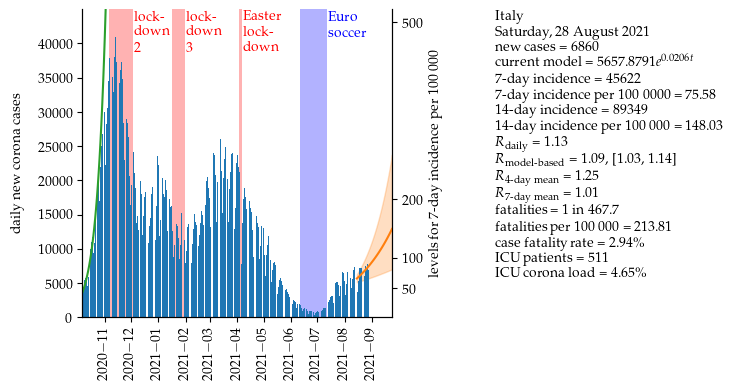 lock-
down
2
lock-
down
3
Easter
lock-
down
Euro
soccer
daily new corona cases
40000
35000
30000
25000
20000
15000
10000
5000
0
500
200
100
50
levels for 7-day incidence per 100 000
2020−11
2020−12
2021−01
2021−02
2021−03
2021−04
2021−05
2021−06
2021−07
2021−08
2021−09
Italy
Saturday, 28 August 2021
new cases = 6860
current model = 5657.8791e^0.0206t
7-day incidence = 45622
7-day incidence per 100 0000 = 75.58
14-day incidence = 89349
14-day incidence per 100 000 = 148.03
R daily = 1.13
R model-based = 1.09, [1.03, 1.14]
R 4-day mean = 1.25
R 7-day mean = 1.01
fatalities = 1 in 467.7
fatalities per 100 000 = 213.81
case fatality rate = 2.94%
ICU patients = 511
ICU corona load = 4.65%